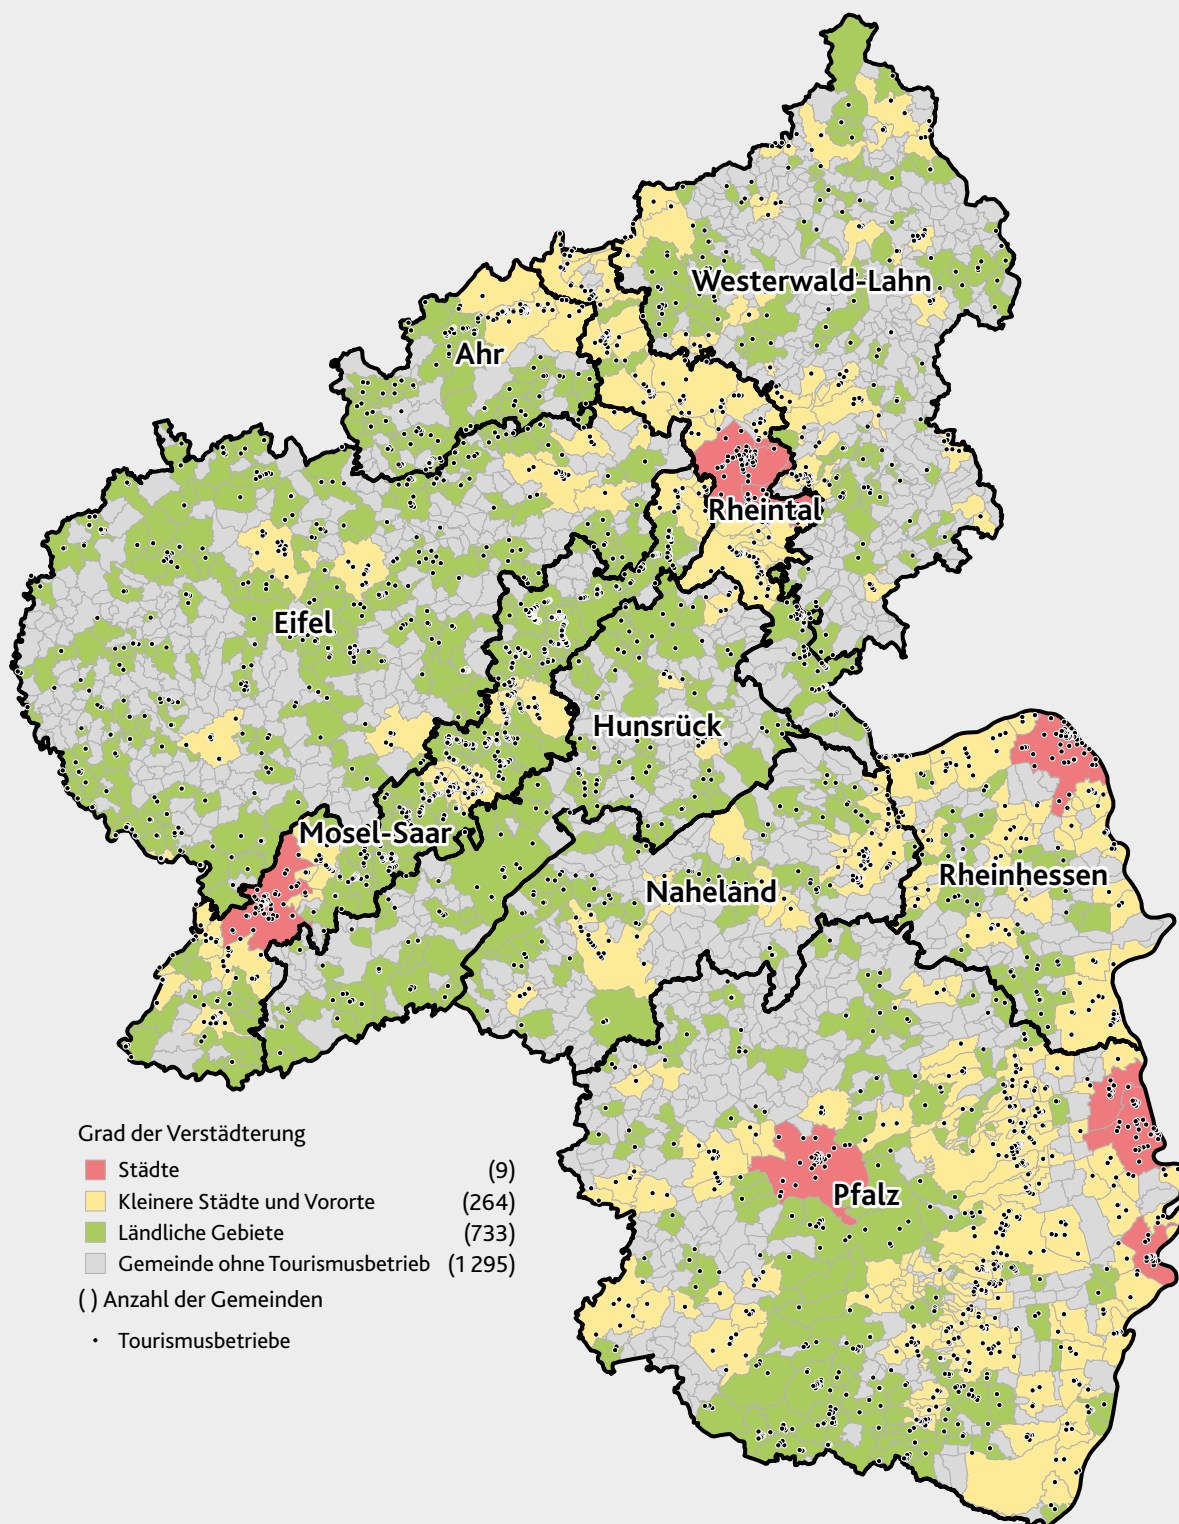 Westerwald-Lahn
Ahr
Rheintal
Eifel
Hunsrück
Mosel-Saar
Naheland
Rheinhessen
Pfalz
Grad der Verstädterung
Städte (9)
Kleinere Städte und Vororte (264)
Ländliche Gebiete (733)
Gemeinde ohne Tourismusbetrieb (1 295)
( ) Anzahl der Gemeinden
Tourismusbetriebe